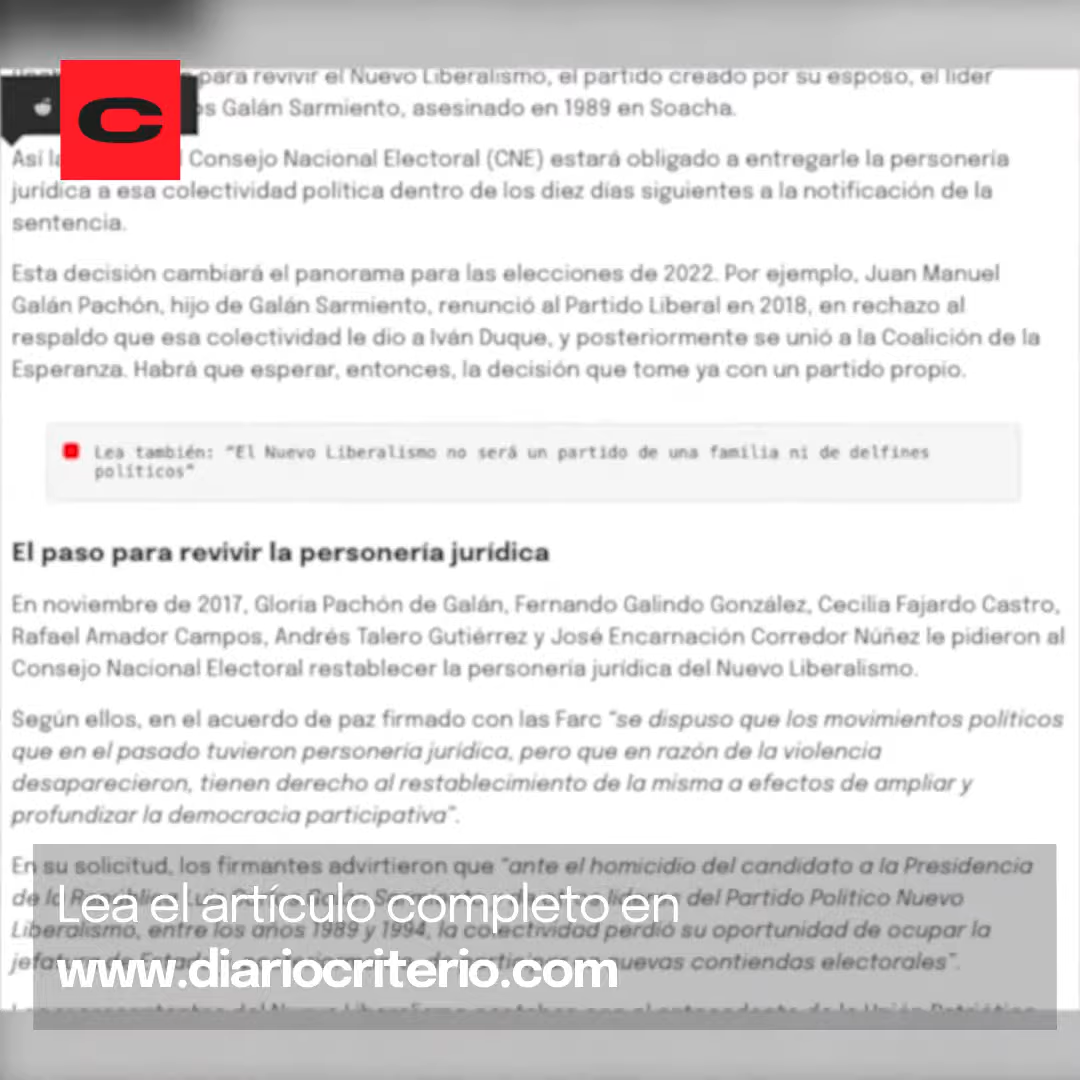 para revivir el Nuevo Liberalismo, el partido creado por su esposo, el líder
C
Galán Sarmiento, asesinado en 1989 en Soacha.
Así Consejo Nacional Electoral (CNE) estará obligado a entregarle la personería
jurídica a esa colectividad política dentro de los diez días siguientes a la notificación de la
sentencia.
Esta decisión cambiará el panorama para las elecciones de 2022. Por ejemplo, Juan Manuel
Galán Pachón, hijo de Galán Sarmiento, renunció al Partido Liberal en 2018, en rechazo al
respaldo que esa colectividad le dio a Iván Duque, y posteriormente se unió a la Coalición de la
Esperanza. Habrá que esperar, entonces, la decisión que tome ya con un partido propio.
Lea también: "El Nuevo Liberalismo no será un partido de una familia ni de delfines
políticos"
El paso para revivir la personería jurídica
En noviembre de 2017, Gloria Pachón de Galán, Fernando Galindo González, Cecilia Fajardo Castro,
Rafael Amador Campos, Andrés Talero Gutiérrez y José Encarnación Corredor Núñez le pidieron al
Consejo Nacional Electoral restablecer la personería jurídica del Nuevo Liberalismo.
Según ellos, en el acuerdo de paz firmado con las Farc "se dispuso que los movimientos políticos
que en el pasado tuvieron personería jurídica, pero que en razón de la violencia
desaparecieron, tienen derecho al restablecimiento de la misma a efectos de ampliar y
profundizar la democracia participativa".
En su solicitud, los firmantes advirtieron que "ante el homicidio del candidato a la Presidencia
de la del Partido Político Nuevo
Lea el artículo completo en
Liberalismo, entre los años 1989 y 1994, la colectividad perdió su oportunidad de ocupar la
nuevas contiendas electorales".
www.diariocriterio.com